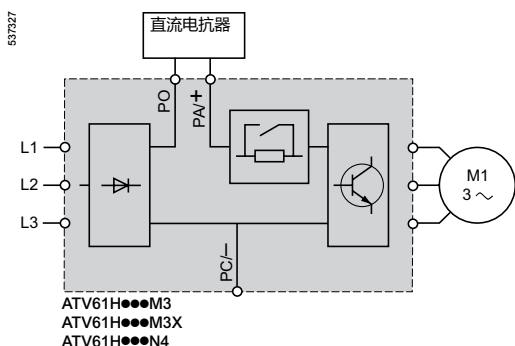 537327
直流电抗器
PO
PA/+
L1
L2
L3
M1
3 ～
PC/–
ATV61H●●●M3
ATV61H●●●M3X
ATV61H●●●N4